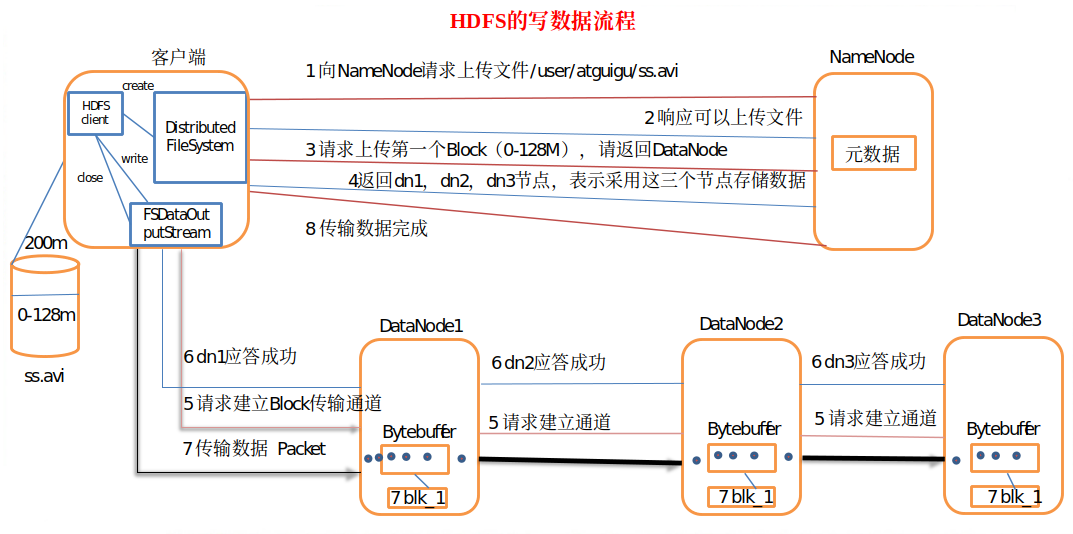 HDFS的写数据流程
客户端
create
HDFS
client
Distributed
FileSystem
write
close
FSDataOut
putStream
1 向NameNode请求上传文件/user/atguigu/ss.avi
2 响应可以上传文件
3 请求上传第一个Block（0-128M），请返回DataNode
4返回dn1，dn2，dn3节点，表示采用这三个节点存储数据
8 传输数据完成
NameNode
元数据
200m
0-128m
ss.avi
DataNode1
DataNode2
DataNode3
6 dn1应答成功
6 dn2应答成功
6 dn3应答成功
5 请求建立Block传输通道
5 请求建立通道
5 请求建立通道
7 传输数据 Packet
Bytebuffer
Bytebuffer
Bytebuffer
7 blk_1
7 blk_1
7 blk_1